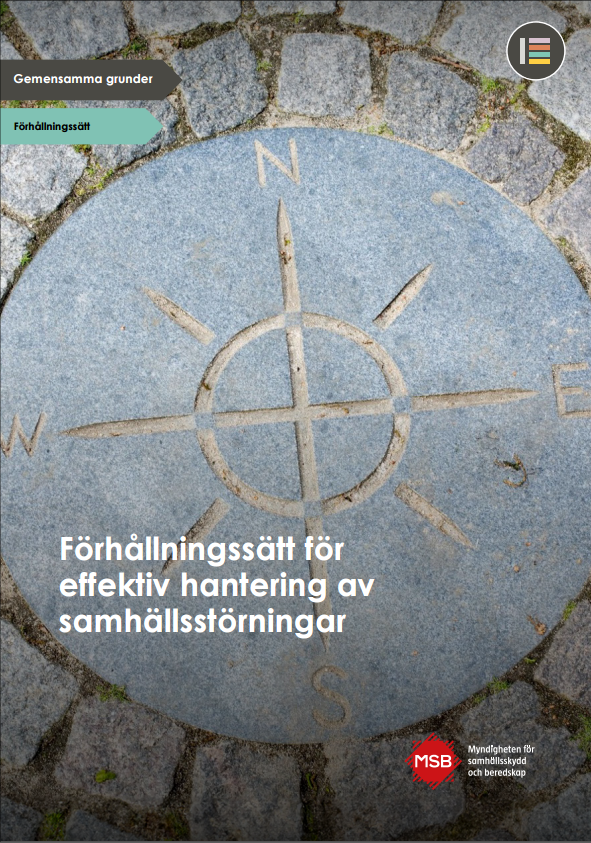 Gemensamma grunder
Förhållningssätt
N
E
W
Förhållningssätt för
effektiv hantering av
samhällsstörningar
S
MSB
Myndigheten för
samhällsskydd
och beredskap